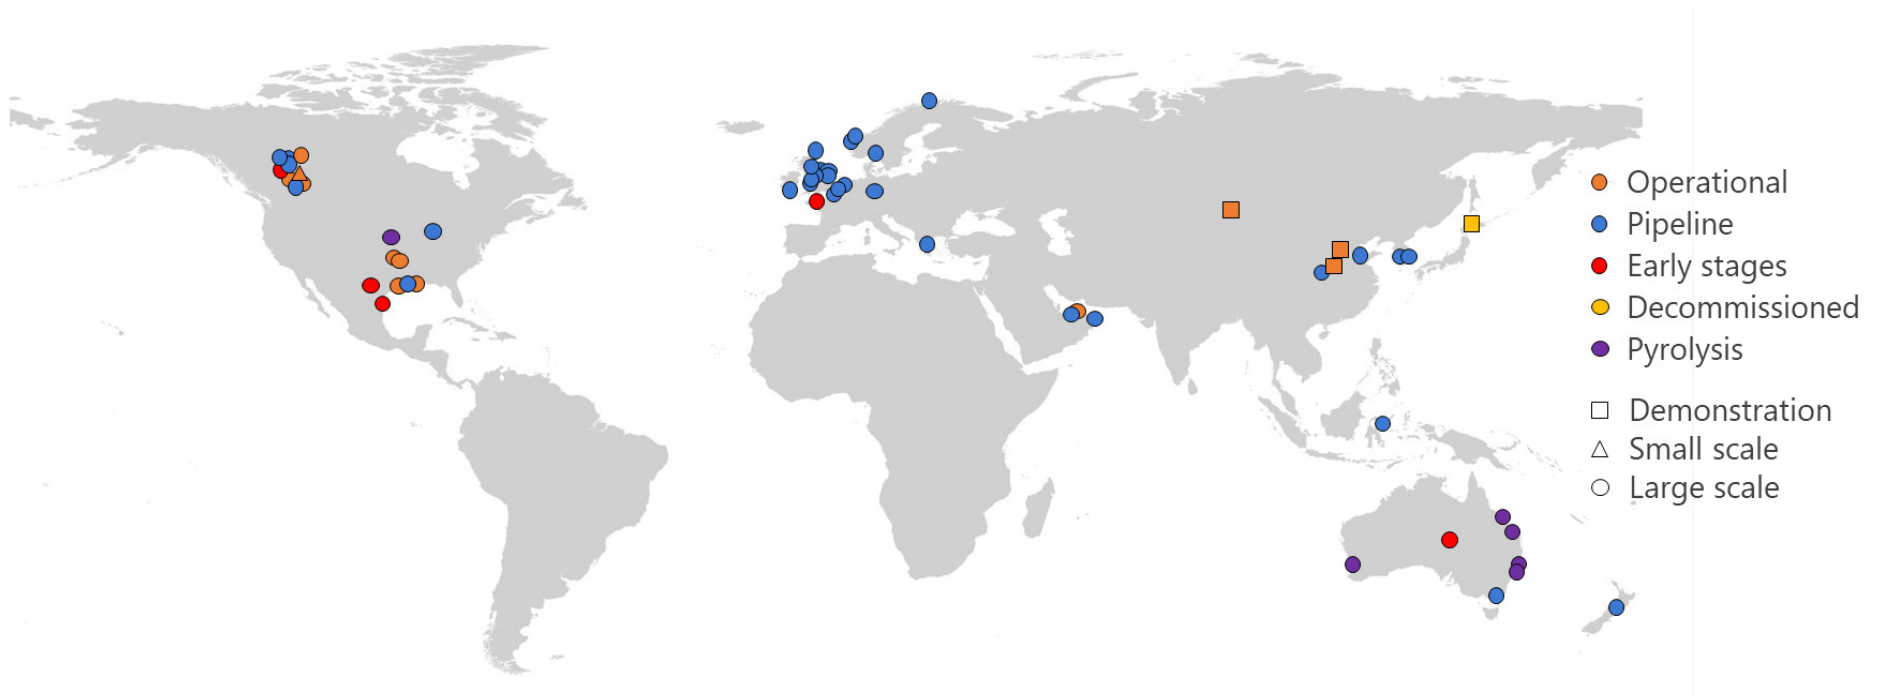 Operational
Pipeline
Early stages
Decommissioned
Pyrolysis
Demonstration
Small scale
Large scale